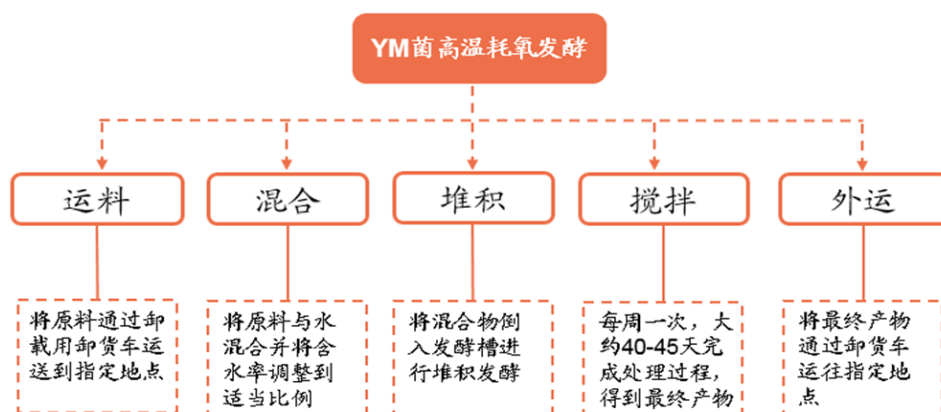 YM菌高温耗氧发酵
运料
混合
堆积
搅拌
外运
将原料通过卸
载用卸货车运
送到指定地点
将原料与水
混合并将含
水率调整到
适当比例
将混合物倒
入发酵槽进
行堆积发酵
每周一次，大
约40-45天完
成处理过程，
得到最终产物
将最终产物
通过卸货车
运往指定地
点